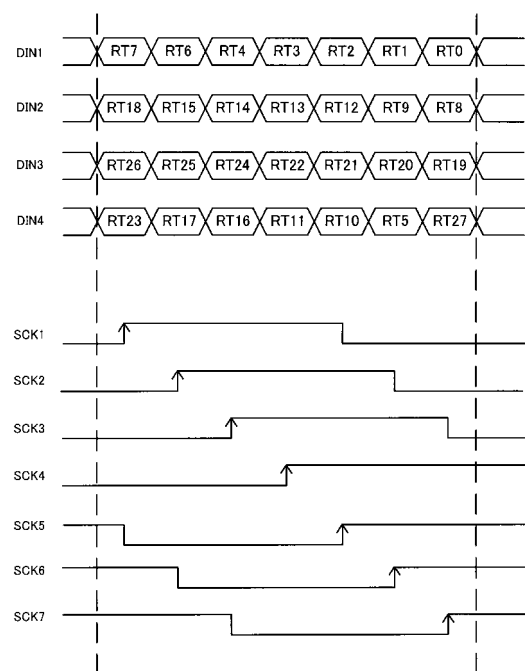 DIN1 RT7 RT6 RT4 RT3 RT2 RT1 RT0
DIN2 RT18 RT15 RT14 RT13 RT12 RT9 RT8
DIN3 RT26 RT25 RT24 RT22 RT21 RT20 RT19
DIN4 RT23 RT17 RT16 RT11 RT10 RT5 RT27
SCK1
SCK2
SCK3
SCK4
SCK5
SCK6
SCK7